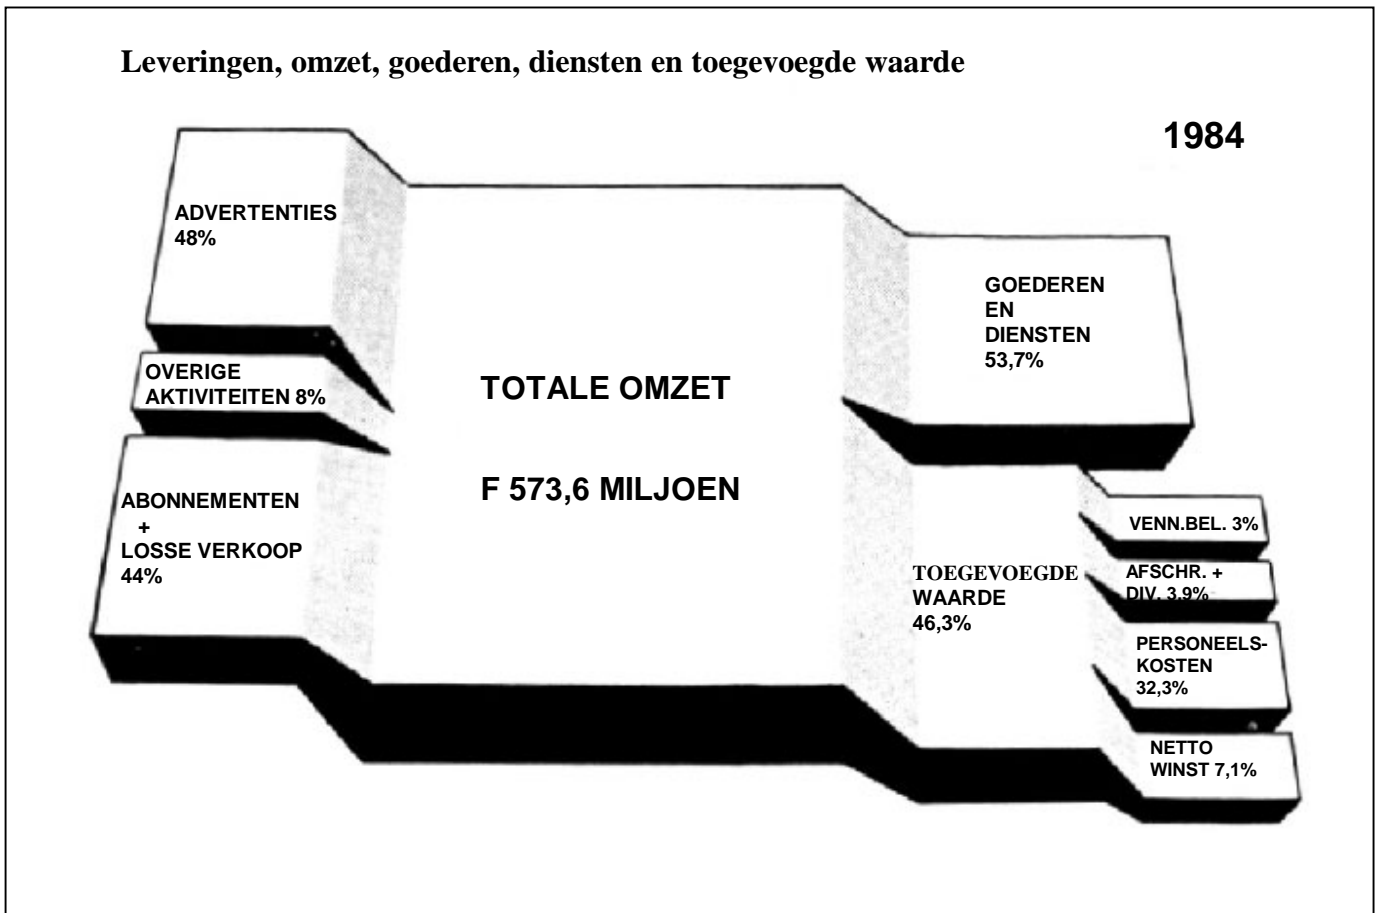 Leveringen, omzet, goederen, diensten en toegevoegde waarde
1984
ADVERTENTIES
48%
OVERIGE
AKTIVITEITEN 8%
ABONNEMENTEN
+
LOSSE VERKOOP
44%
TOTALE OMZET
F 573,6 MILJOEN
GOEDEREN
EN
DIENSTEN
53,7%
TOEGEVOEGDE
WAARDE
46,3%
VENN.BEL. 3%
AFSCHR. +
DIV. 3,9%
PERSONEELS-
KOSTEN
32,3%
NETTO
WINST 7,1%